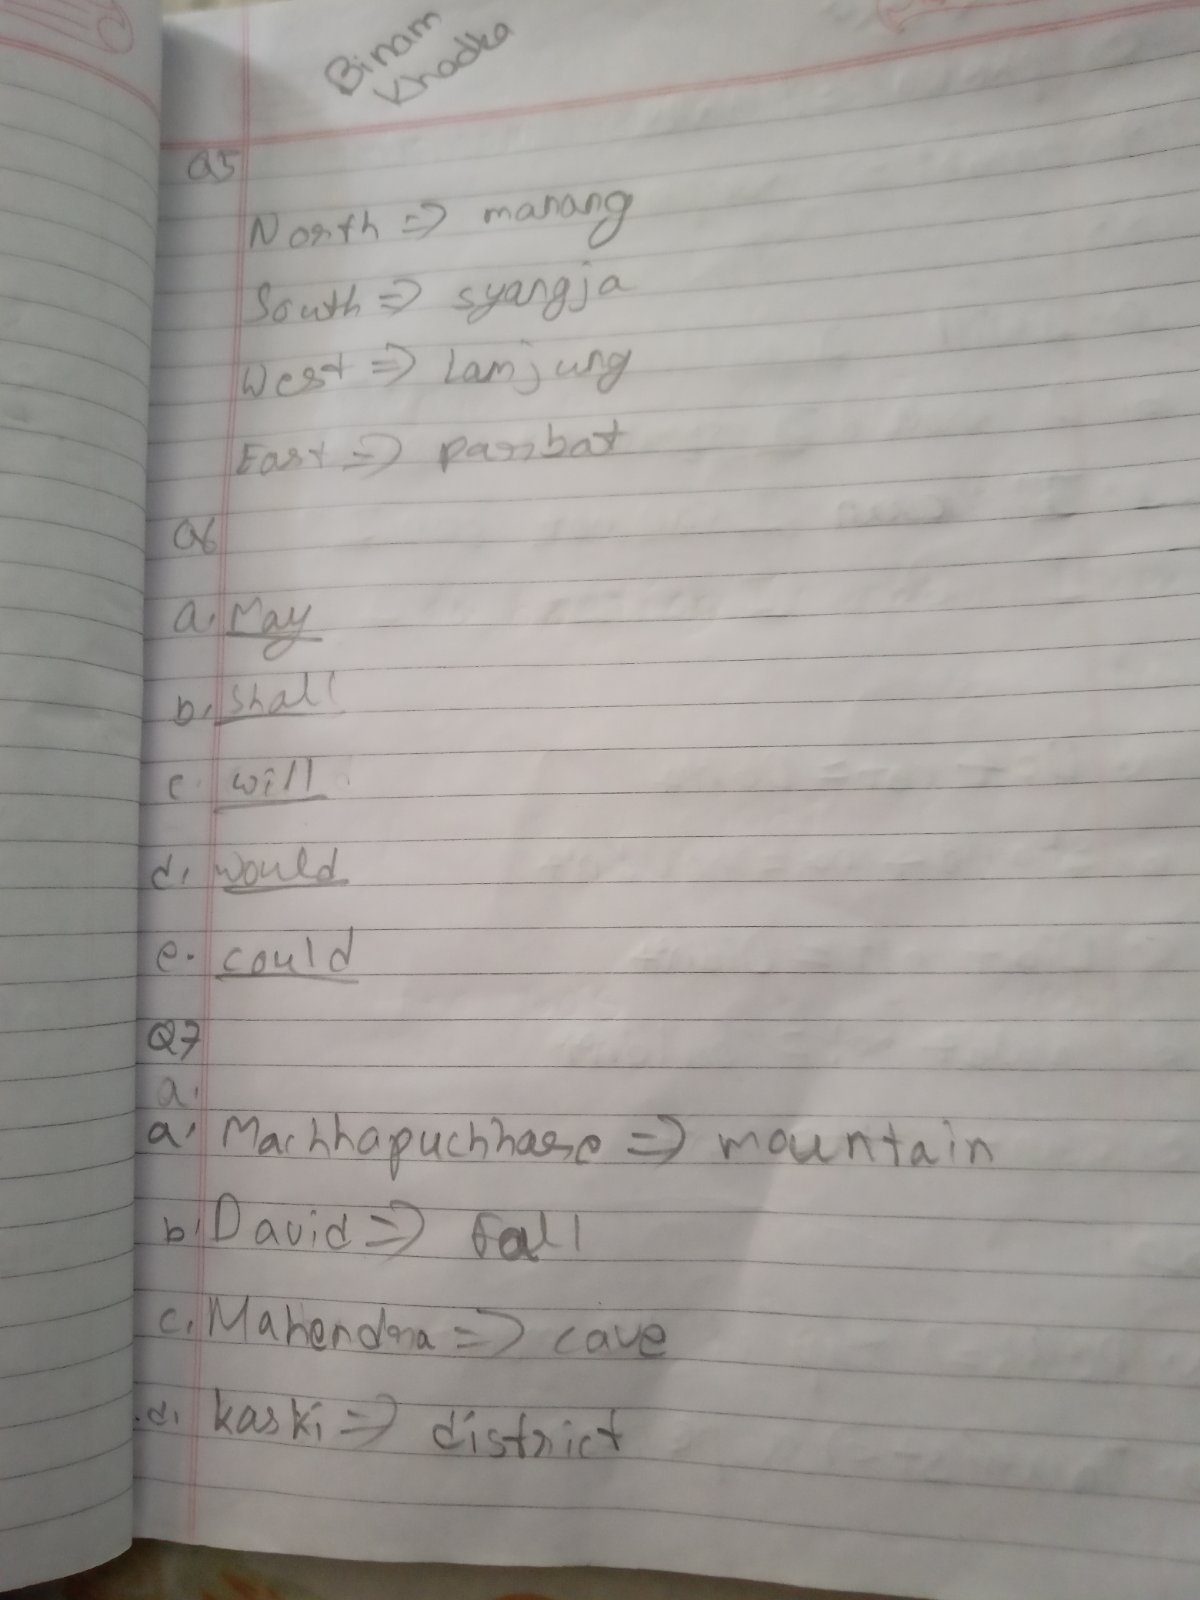 Binam
Khadka
Q5
North => manang
South => syangja
West => Lamjung
East => parbat
Q6
a. May
b. shall
c. will
d. would
e. could
Q7
a.
a. Machhapuchhare => mountain
b. David => fall
c. Mahendra => cave
d. kaski => district